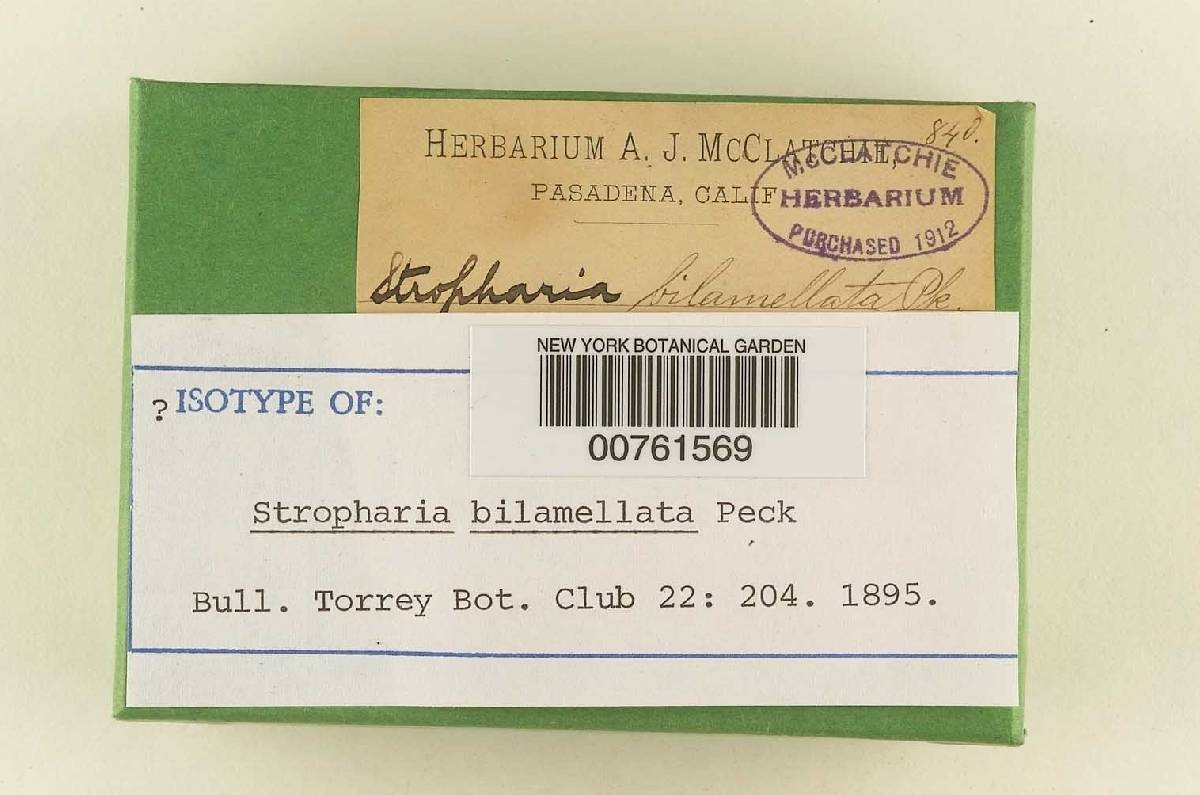 840.
HERBARIUM A. J. MCCLATCHIE,
PASADENA, CALIF
MCCLATCHIE
HERBARIUM
PURCHASED 1912
Stropharia bilamellata Pk.
NEW YORK BOTANICAL GARDEN
00761569
? ISOTYPE OF:
Stropharia bilamellata Peck
Bull. Torrey Bot. Club 22: 204. 1895.